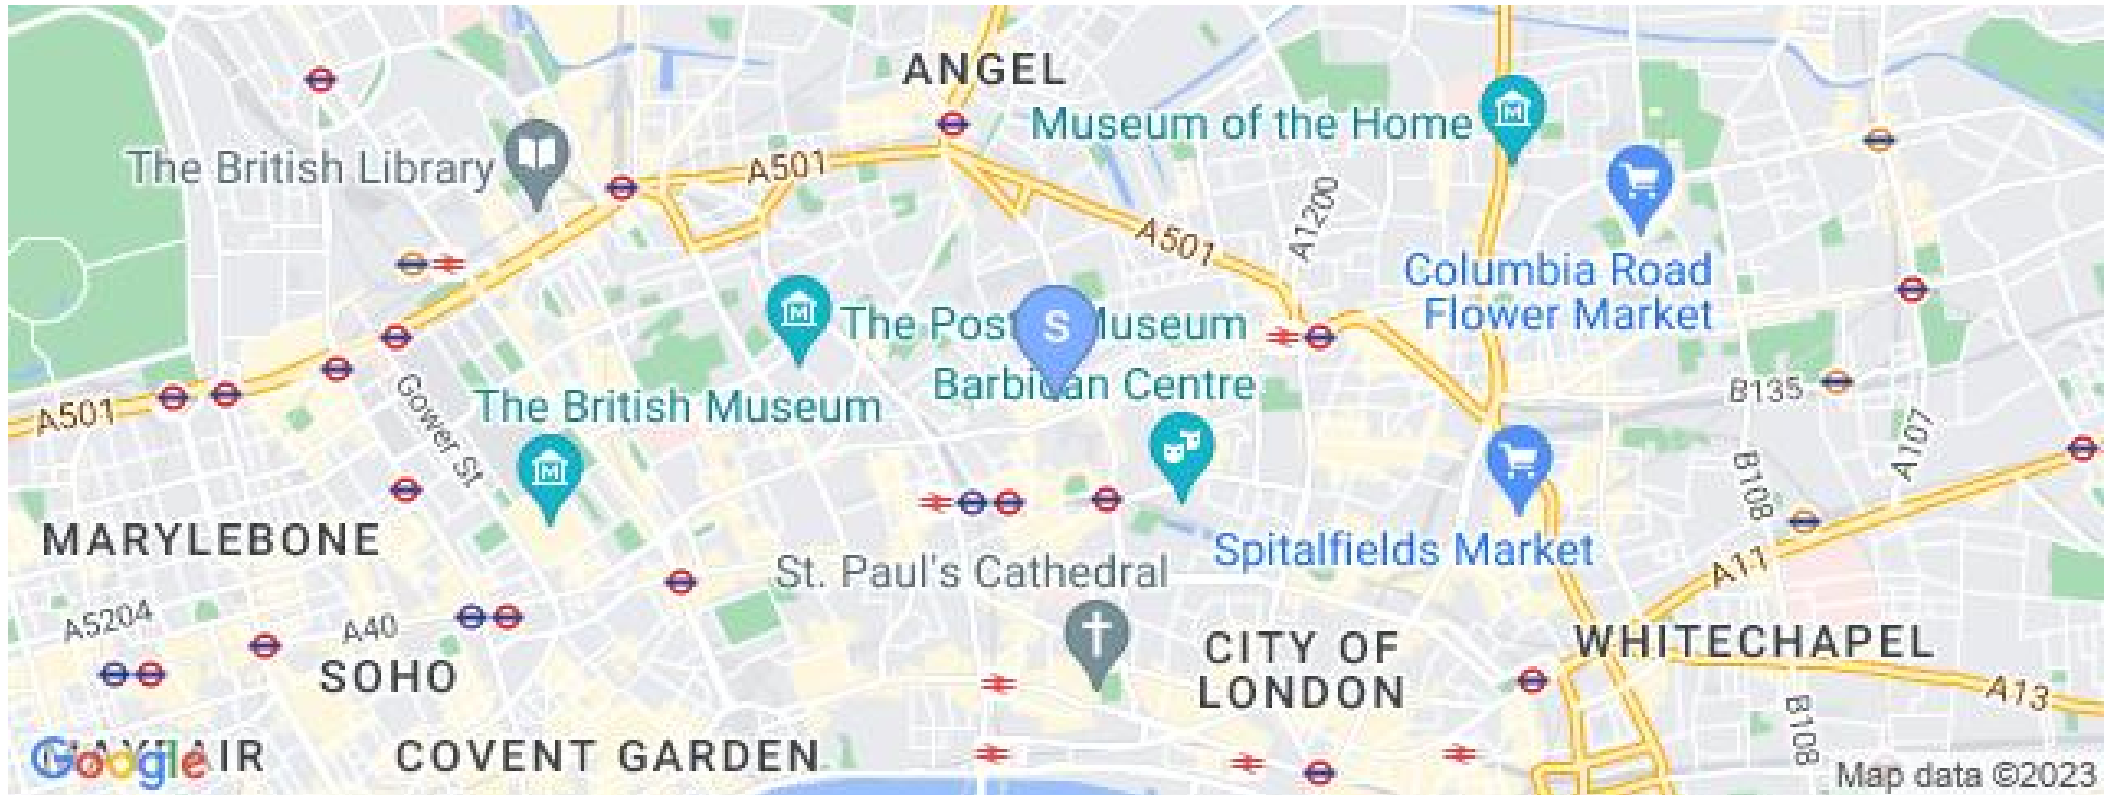 ANGEL
Museum of the Home
The British Library
A501
A1200
A501
Columbia Road
Flower Market
S
The Postal Museum
Barbican Centre
The British Museum
A501
Gower St
B135
A107
B108
MARYLEBONE
Spitalfields Market
A11
St. Paul's Cathedral
A5204
A40
SOHO
CITY OF
LONDON
WHITECHAPEL
A13
B108
Google
MAYFAIR
COVENT GARDEN
Map data ©2023